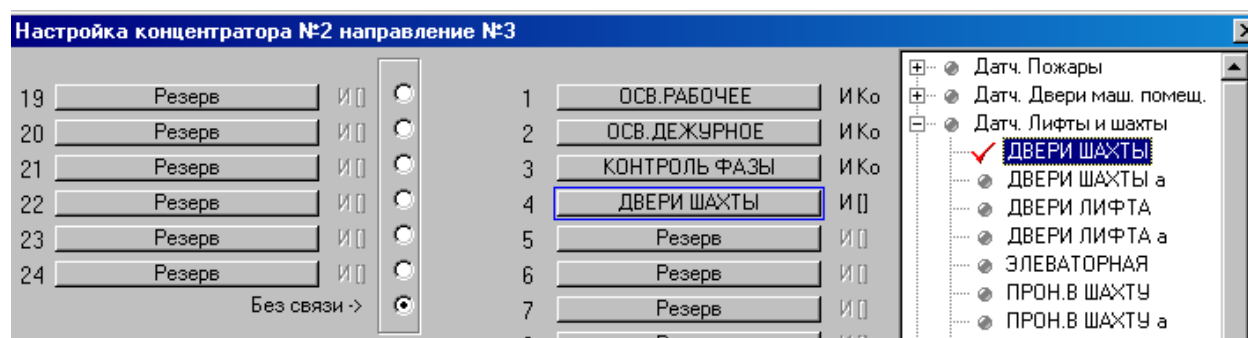 Настройка концентратора №2 направление №3
19 Резерв И []
20 Резерв И []
21 Резерв И []
22 Резерв И []
23 Резерв И []
24 Резерв И []
Без связи ->
1 ОСВ.РАБОЧЕЕ И Ко
2 ОСВ.ДЕЖУРНОЕ И Ко
3 КОНТРОЛЬ ФАЗЫ И Ко
4 ДВЕРИ ШАХТЫ И []
5 Резерв И []
6 Резерв И []
7 Резерв И []
Датч. Пожары
Датч. Двери маш. помещ.
Датч. Лифты и шахты
ДВЕРИ ШАХТЫ
ДВЕРИ ШАХТЫ а
ДВЕРИ ЛИФТА
ДВЕРИ ЛИФТА а
ЭЛЕВАТОРНАЯ
ПРОН.В ШАХТУ
ПРОН.В ШАХТУ а